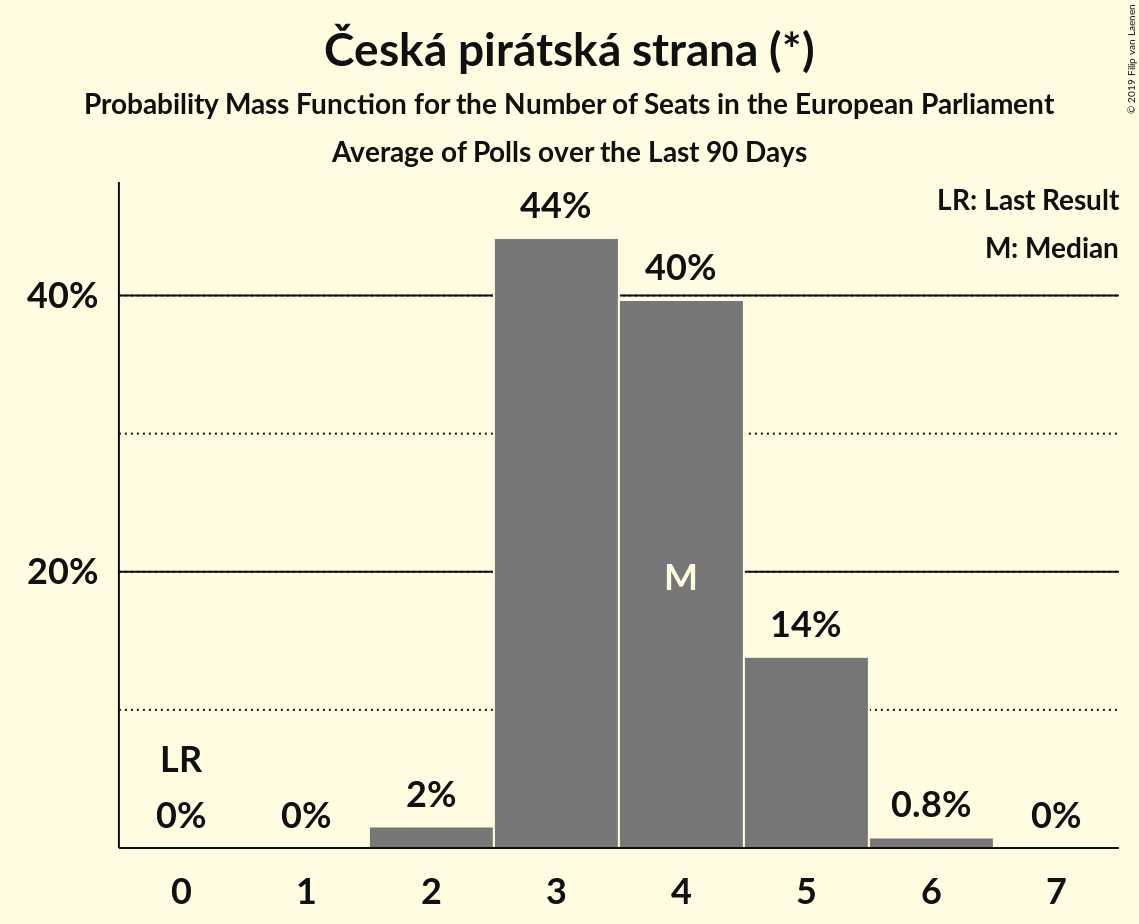 Česká pirátská strana (*)
Probability Mass Function for the Number of Seats in the European Parliament
Average of Polls over the Last 90 Days
© 2019 Filip van Laenen
LR: Last Result
M: Median
44%
40%
40%
20%
M
14%
LR
0%
0%
2%
0.8%
0%
0 1 2 3 4 5 6 7